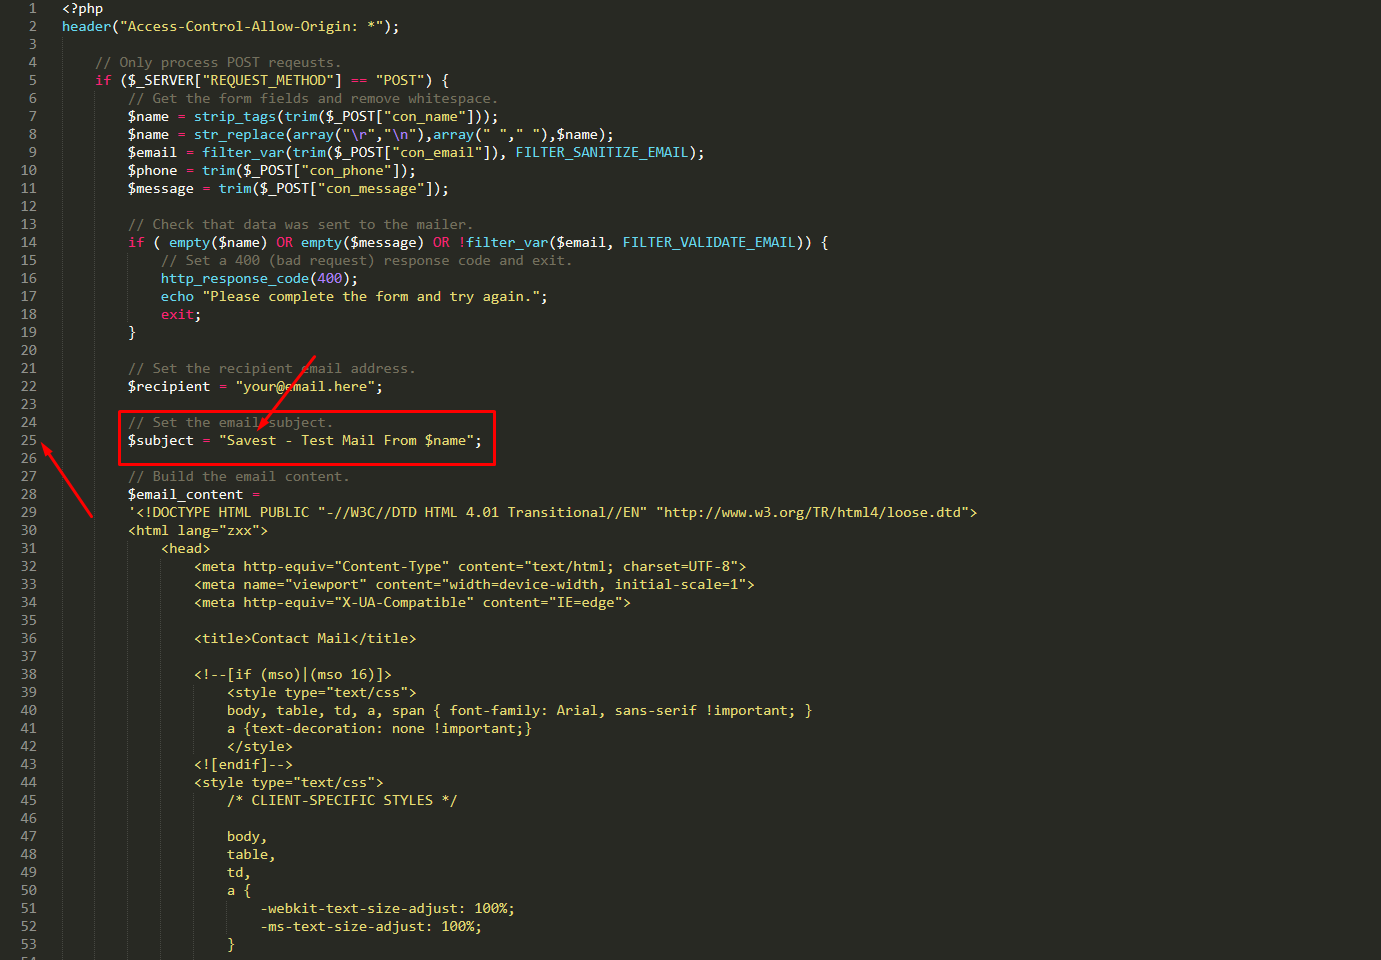 1 <?php
2 header("Access-Control-Allow-Origin: *");
3
4 // Only process POST reqeusts.
5 if ($_SERVER["REQUEST_METHOD"] == "POST") {
6 // Get the form fields and remove whitespace.
7 $name = strip_tags(trim($_POST["con_name"]));
8 $name = str_replace(array("\r","\n"),array(" "," "),$name);
9 $email = filter_var(trim($_POST["con_email"]), FILTER_SANITIZE_EMAIL);
10 $phone = trim($_POST["con_phone"]);
11 $message = trim($_POST["con_message"]);
12
13 // Check that data was sent to the mailer.
14 if ( empty($name) OR empty($message) OR !filter_var($email, FILTER_VALIDATE_EMAIL)) {
15 // Set a 400 (bad request) response code and exit.
16 http_response_code(400);
17 echo "Please complete the form and try again.";
18 exit;
19 }
20
21 // Set the recipient email address.
22 $recipient = "your@email.here";
23
24 // Set the email subject.
25 $subject = "Savest - Test Mail From $name";
26
27 // Build the email content.
28 $email_content =
29 '<!DOCTYPE HTML PUBLIC "-//W3C//DTD HTML 4.01 Transitional//EN" "http://www.w3.org/TR/html4/loose.dtd">
30 <html lang="zxx">
31 <head>
32 <meta http-equiv="Content-Type" content="text/html; charset=UTF-8">
33 <meta name="viewport" content="width=device-width, initial-scale=1">
34 <meta http-equiv="X-UA-Compatible" content="IE=edge">
35
36 <title>Contact Mail</title>
37
38 <!--[if (mso)|(mso 16)]>
39 <style type="text/css">
40 body, table, td, a, span { font-family: Arial, sans-serif !important; }
41 a {text-decoration: none !important;}
42 </style>
43 <![endif]-->
44 <style type="text/css">
45 /* CLIENT-SPECIFIC STYLES */
46
47 body,
48 table,
49 td,
50 a {
51 -webkit-text-size-adjust: 100%;
52 -ms-text-size-adjust: 100%;
53 }
54